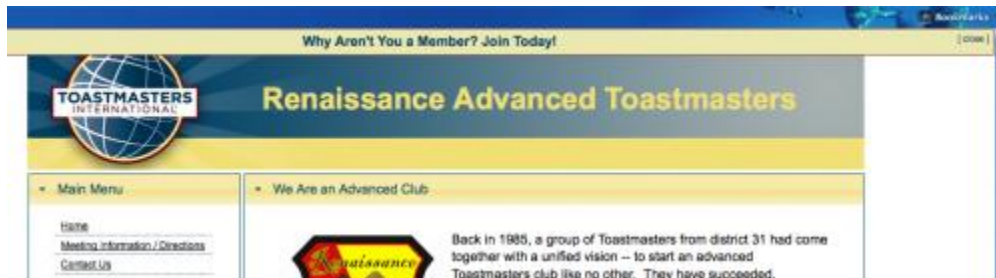 Bookmarks
Why Aren't You a Member? Join Today!
[ close ]
TOASTMASTERS
INTERNATIONAL
Renaissance Advanced Toastmasters
Main Menu
We Are an Advanced Club
Home
Meeting Information / Directions
Contact Us
Renaissance
Back in 1985, a group of Toastmasters from district 31 had come
together with a unified vision -- to start an advanced
Toastmasters club like no other. They have succeeded.